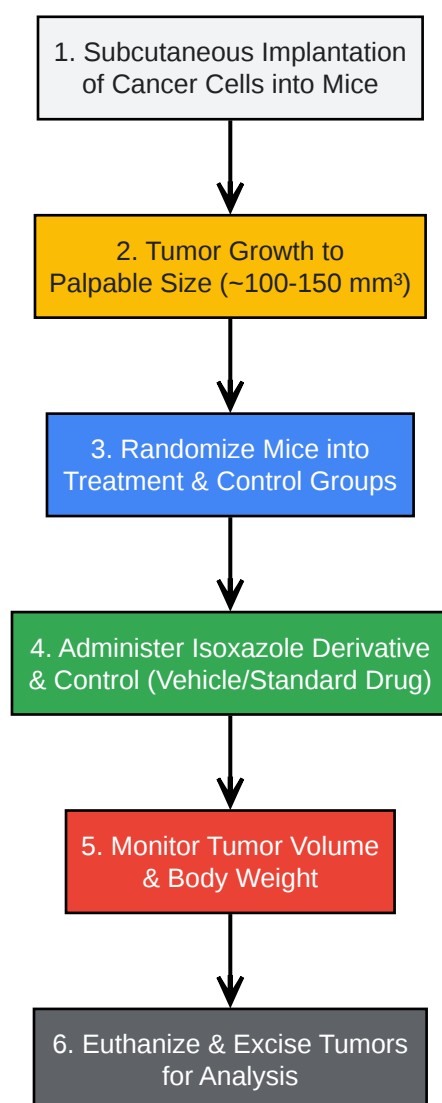 1. Subcutaneous Implantation
of Cancer Cells into Mice
2. Tumor Growth to
Palpable Size (~100-150 mm³)
3. Randomize Mice into
Treatment & Control Groups
4. Administer Isoxazole Derivative
& Control (Vehicle/Standard Drug)
5. Monitor Tumor Volume
& Body Weight
6. Euthanize & Excise Tumors
for Analysis